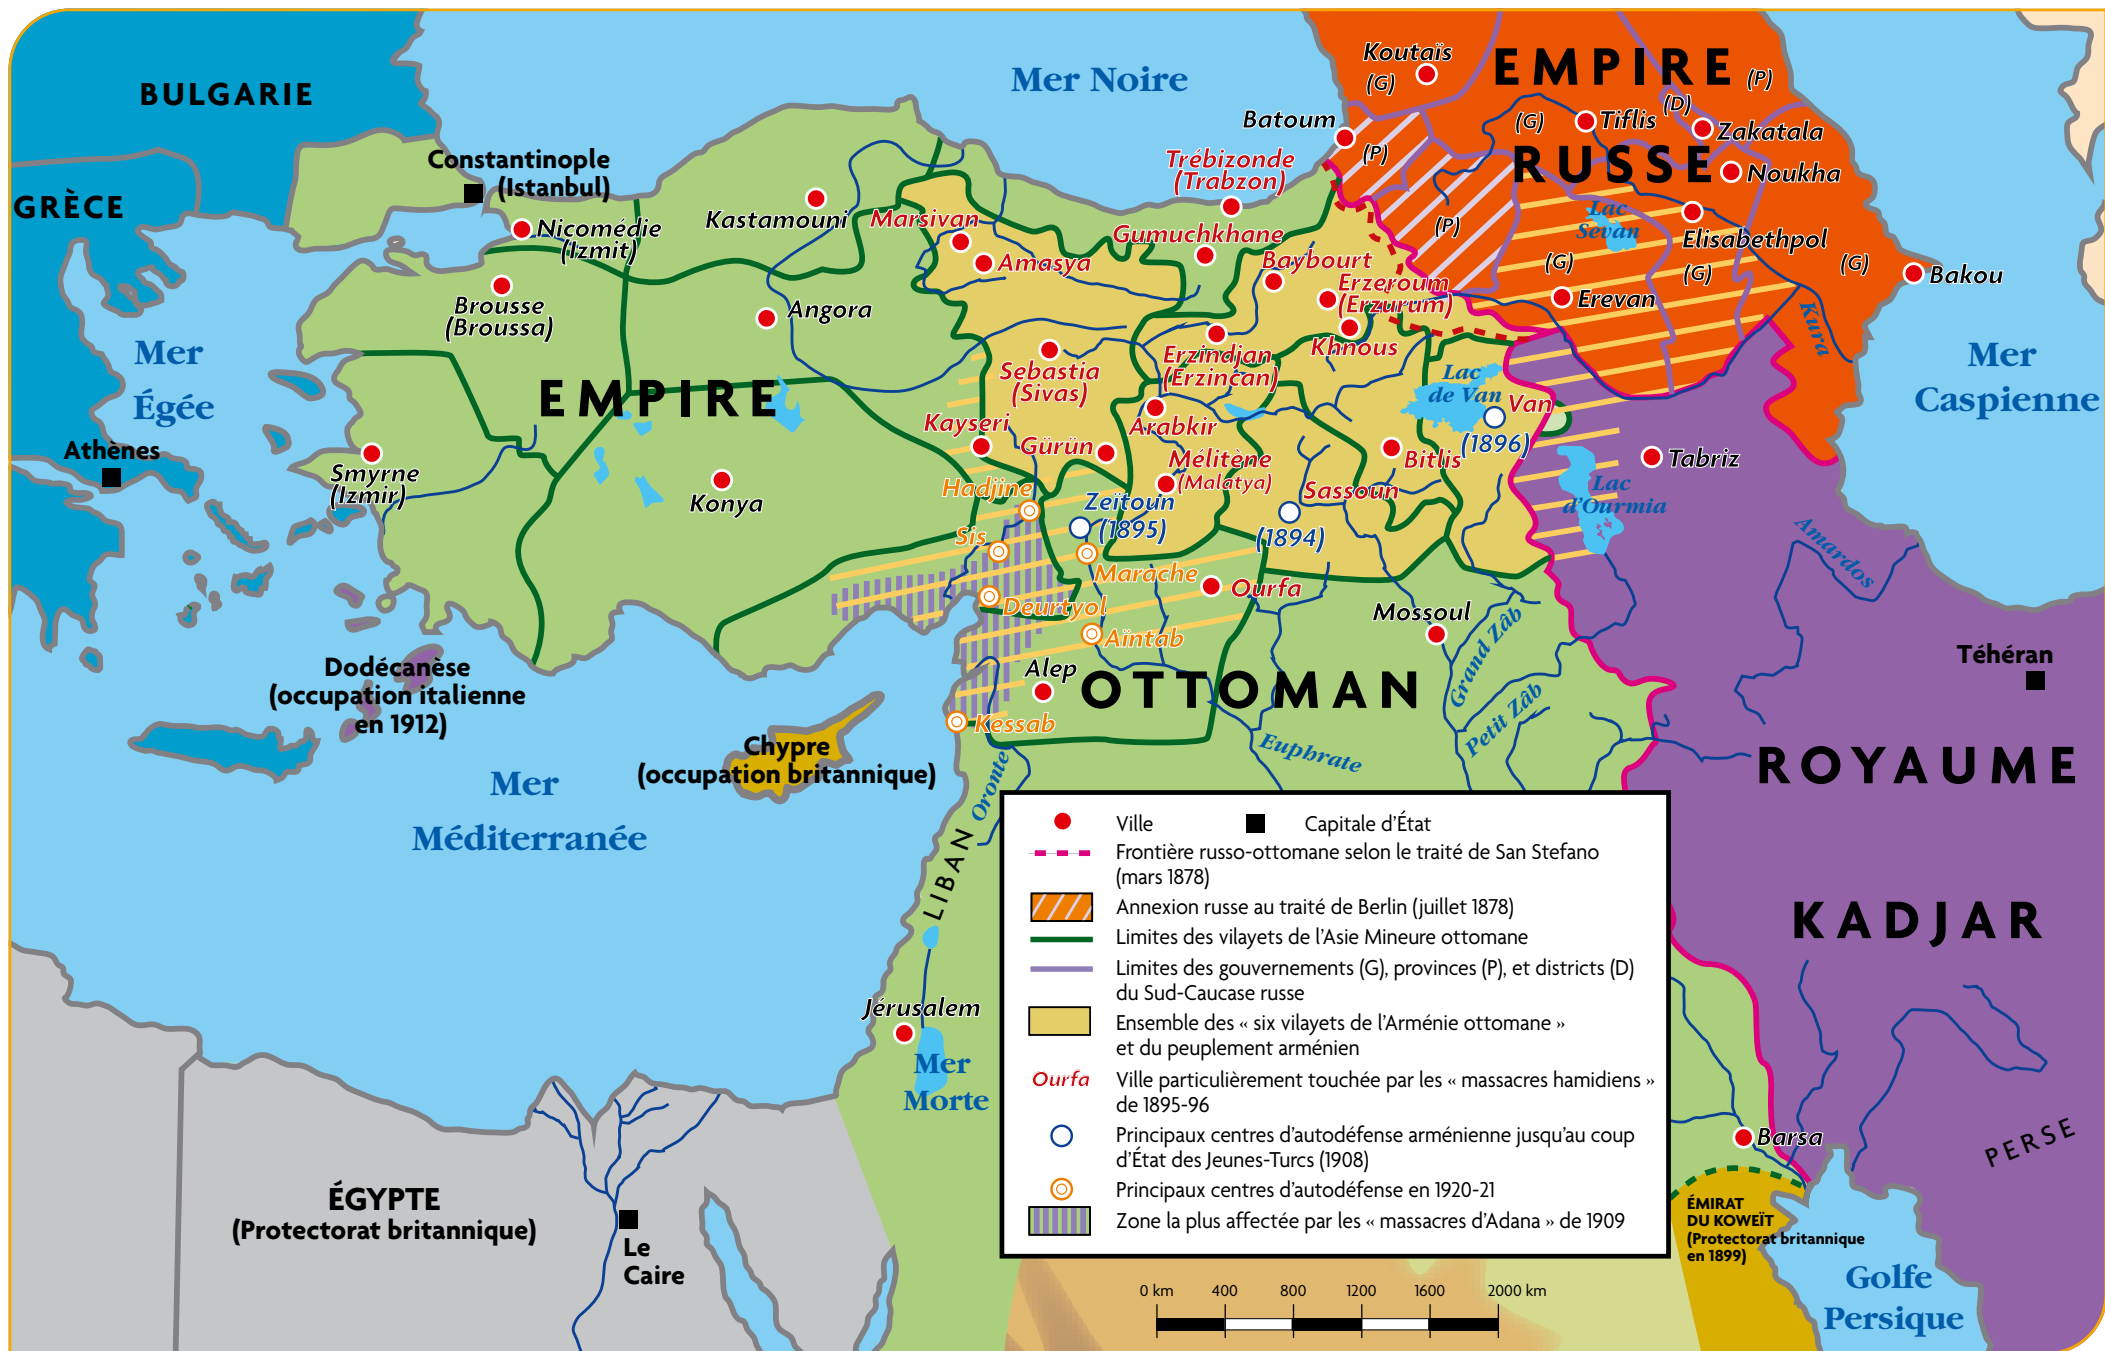 BULGARIE
GRÈCE
Mer Noire
Constantinople
(Istanbul)
Nicomédie
(Izmit)
Brousse
(Broussa)
Kastamouni
Angora
Mer
Égée
Athènes
Smyrne
(Izmir)
Konya
EMPIRE
OTTOMAN
Marsivan
Amasya
Trébizonde
(Trabzon)
Gumuchkhane
Baybourt
Erzeroum
(Erzurum)
Khnous
Erzindjan
(Erzincan)
Sebastia
(Sivas)
Kayseri
Gürün
Arabkir
Mélitène
(Malatya)
Hadjine
Zeïtoun
(1895)
Sis
Marache
Deurtyol
Aïntab
Ourfa
Alep
Kessab
Sassoun
(1894)
Bitlis
Lac
de Van
Van
(1896)
Mossoul
Grand Zâb
Petit Zâb
Euphrate
Oronte
LIBAN
Batoum
(P)
Koutaïs
(G)
EMPIRE
RUSSE
(P)
(D)
(G)
Tiflis
Zakatala
Noukha
(P)
Lac
Sevan
Elisabethpol
(G)
(G)
(G)
Erevan
Bakou
Kura
Mer
Caspienne
Tabriz
Lac
d'Ourmia
Amardos
Téhéran
ROYAUME
KADJAR
PERSE
Dodécanèse
(occupation italienne
en 1912)
Chypre
(occupation britannique)
Mer
Méditerranée
Jérusalem
Mer
Morte
ÉGYPTE
(Protectorat britannique)
Le
Caire
Barsa
ÉMIRAT
DU KOWEÏT
(Protectorat britannique
en 1899)
Golfe
Persique
Ville
Capitale d'État
Frontière russo-ottomane selon le traité de San Stefano
(mars 1878)
Annexion russe au traité de Berlin (juillet 1878)
Limites des vilayets de l'Asie Mineure ottomane
Limites des gouvernements (G), provinces (P), et districts (D)
du Sud-Caucase russe
Ensemble des « six vilayets de l'Arménie ottomane »
et du peuplement arménien
Ourfa
Ville particulièrement touchée par les « massacres hamidiens »
de 1895-96
Principaux centres d'autodéfense arménienne jusqu'au coup
d'État des Jeunes-Turcs (1908)
Principaux centres d'autodéfense en 1920-21
Zone la plus affectée par les « massacres d'Adana » de 1909
0 km 400 800 1200 1600 2000 km